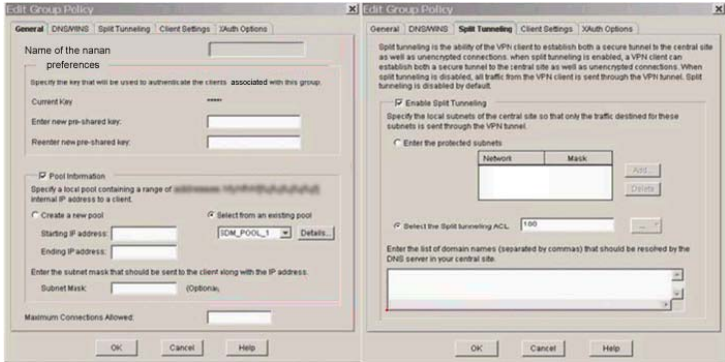 Edit Group Policy
General DNS/WINS Split Tunneling Client Settings XAuth Options
Name of the nanan
preferences
Specify the key that will be used to authenticate the clients associated with this group.
Current Key *****
Enter new pre-shared key:
Reenter new pre-shared key:
Pool Information
Specify a local pool containing a range of
internal IP address to a client.
Create a new pool Select from an existing pool
Starting IP address: SDM_POOL_1 Details...
Ending IP address:
Enter the subnet mask that should be sent to the client along with the IP address.
Subnet Mask: (Optional)
Maximum Connections Allowed:
OK Cancel Help
Edit Group Policy
General DNS/WINS Split Tunneling Client Settings XAuth Options
Split tunneling is the ability of the VPN client to establish both a secure tunnel to the central site
as well as unencrypted connections. when split tunneling is enabled, a VPN client can
establish both a secure tunnel to the central site as well as unencrypted connections. When
split tunneling is disabled, all traffic from the VPN client is sent through the VPN tunnel. Split
tunneling is disabled by default.
Enable Split Tunneling
Specify the local subnets of the central site so that only the traffic destined for these
subnets is sent through the VPN tunnel.
Enter the protected subnets
Network Mask
Add...
Delete
Select the Split tunneling ACL 100 ...
Enter the list of domain names (separated by commas) that should be resolved by the
DNS server in your central site.
OK Cancel Help